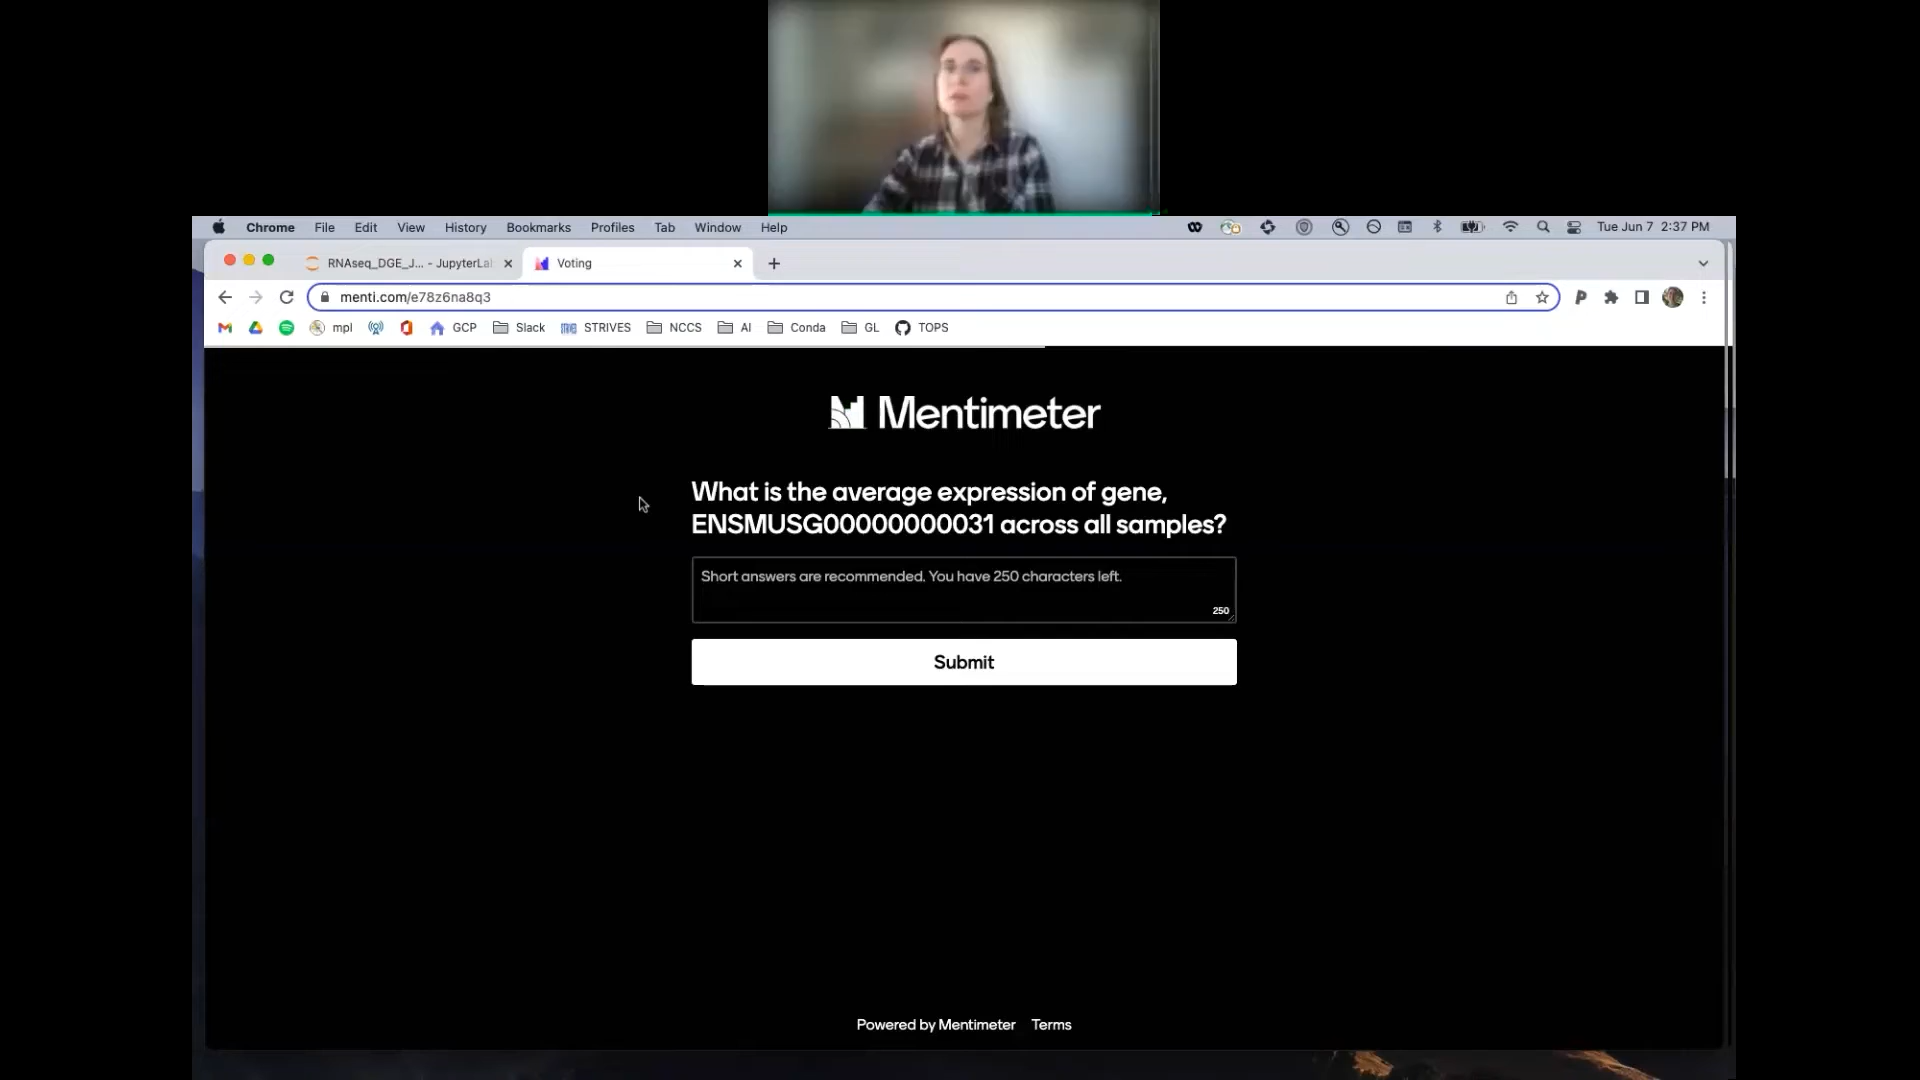 Chrome File Edit View History Bookmarks Profiles Tab Window Help Tue Jun 7 2:37 PM
RNAseq_DGE_J... - JupyterLa Voting
menti.com/e78z6na8q3
mpl GCP Slack STRIVES NCCS AI Conda GL TOPS
Mentimeter
What is the average expression of gene,
ENSMUSG00000000031 across all samples?
Short answers are recommended. You have 250 characters left.
250
Submit
Powered by Mentimeter Terms